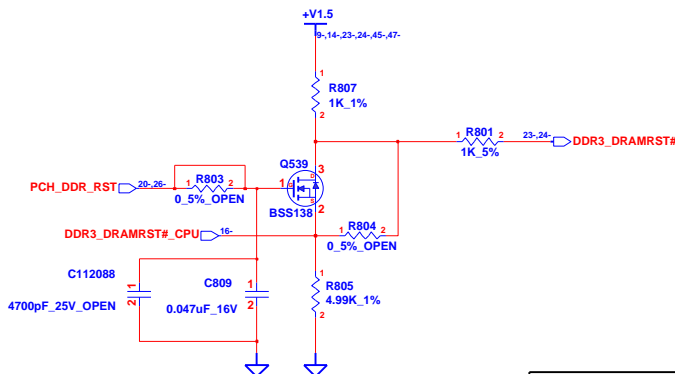 +V1.5
9-,14-,23-,24-,45-,47-
1
R807
1K_1%
2
1 R801 2
1K_5%
23-,24-
DDR3_DRAMRST#
Q539
3
D
G
S
1
2
BSS138
PCH_DDR_RST
20-,26-
1 R803 2
0_5%_OPEN
DDR3_DRAMRST#_CPU
16-
R804
1 2
0_5%_OPEN
C112088
1
2
4700pF_25V_OPEN
C809
1
2
0.047uF_16V
1
R805
4.99K_1%
2